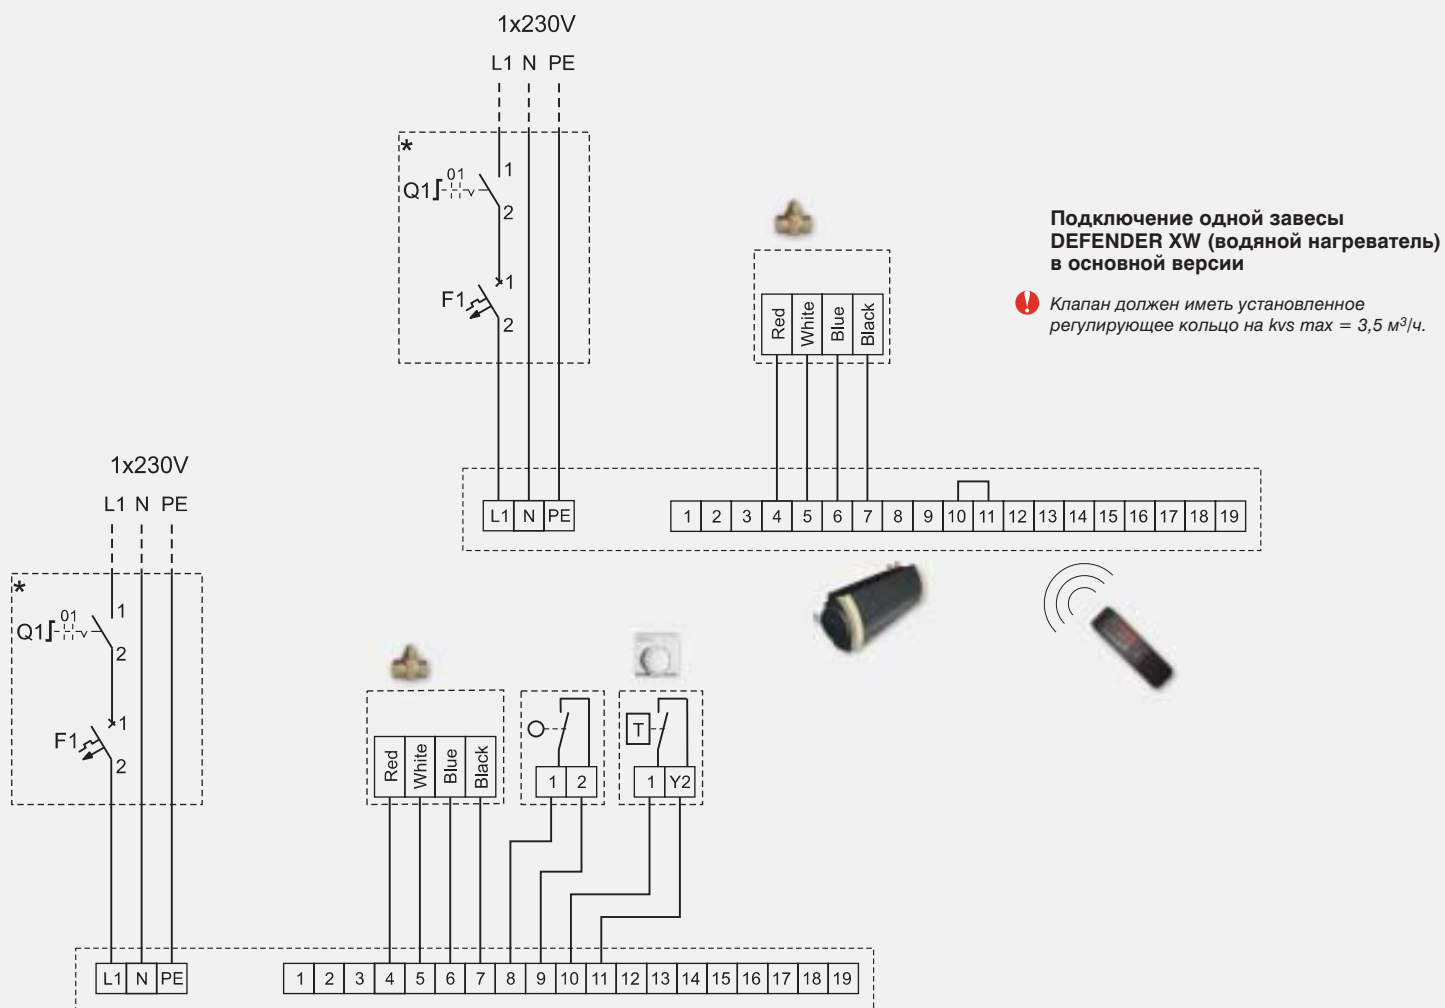 1x230V
L1 N PE
*
Q1 01 1
2
F1 1
2
Red White Blue Black
Подключение одной завесы
DEFENDER XW (водяной нагреватель)
в основной версии
Клапан должен иметь установленное
регулирующее кольцо на kvs max = 3,5 м³/ч.
L1 N PE 1 2 3 4 5 6 7 8 9 10 11 12 13 14 15 16 17 18 19
1x230V
L1 N PE
*
Q1 01 1
2
F1 1
2
Red White Blue Black
1 2
T
1 Y2
L1 N PE 1 2 3 4 5 6 7 8 9 10 11 12 13 14 15 16 17 18 19